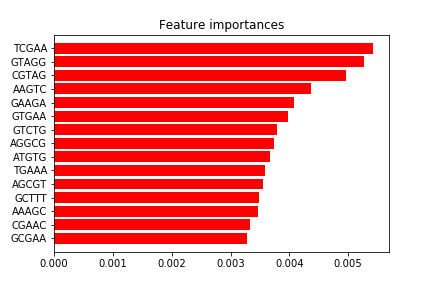 Feature importances
TCGAA
GTAGG
CGTAG
AAGTC
GAAGA
GTGAA
GTCTG
AGGCG
ATGTG
TGAAA
AGCGT
GCTTT
AAAGC
CGAAC
GCGAA
0.000 0.001 0.002 0.003 0.004 0.005